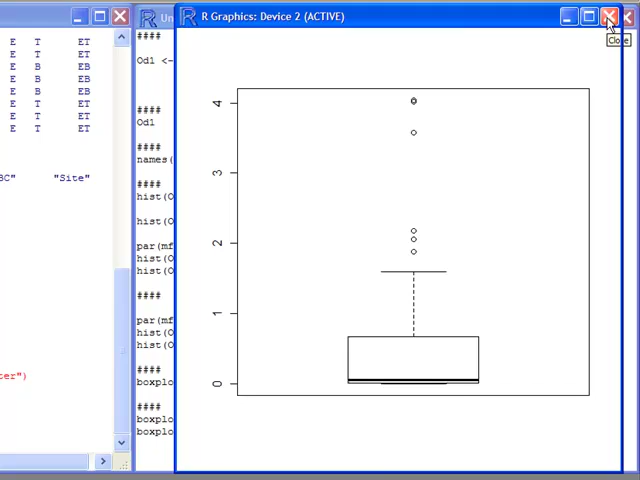 R Graphics: Device 2 (ACTIVE)
Close
E T ET
E T ET
E B EB
E B EB
E B EB
E T ET
E T ET
E T ET
BC" "Site"
ter")
####
Od1 <-
####
Od1
####
names(
####
hist(O
hist(O
par(mf
hist(O
hist(O
####
par(mf
hist(O
hist(O
####
boxplo
####
boxplo
boxplo
4
3
2
1
0